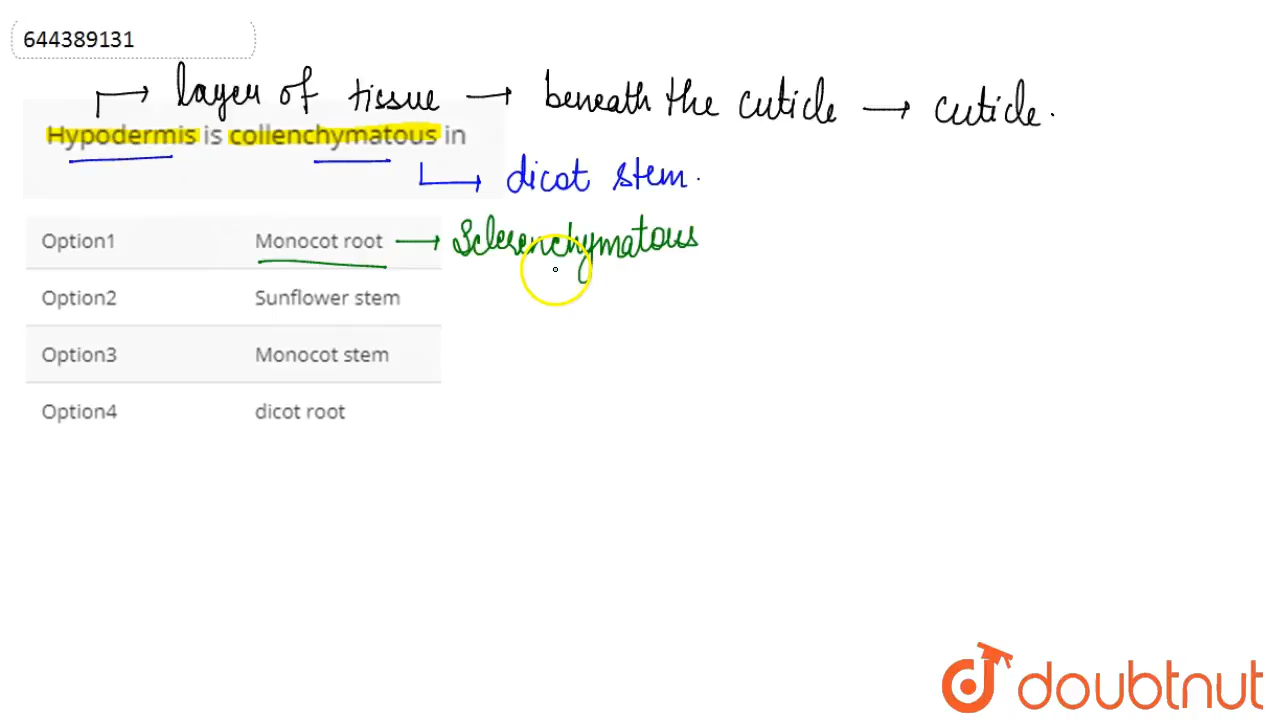 644389131
layer of tissue → beneath the cuticle → cuticle.
Hypodermis is collenchymatous in
dicot stem.
Option1 Monocot root → Sclerenchymatous
Option2 Sunflower stem
Option3 Monocot stem
Option4 dicot root
doubtnut